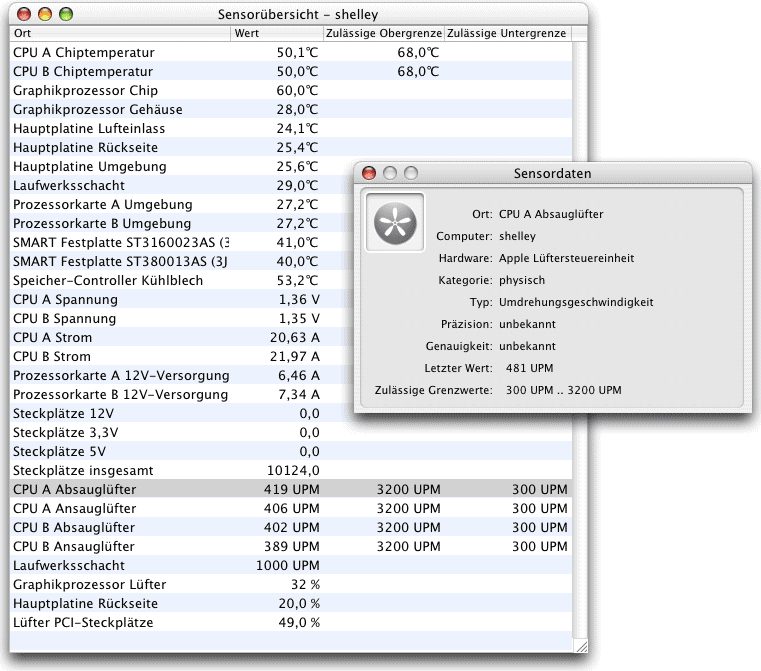 Sensorübersicht – shelley
Ort Wert Zulässige Obergrenze Zulässige Untergrenze
CPU A Chiptemperatur 50,1°C 68,0°C
CPU B Chiptemperatur 50,0°C 68,0°C
Graphikprozessor Chip 60,0°C
Graphikprozessor Gehäuse 28,0°C
Hauptplatine Lufteinlass 24,1°C
Hauptplatine Rückseite 25,4°C
Hauptplatine Umgebung 25,6°C
Laufwerksschacht 29,0°C
Prozessorkarte A Umgebung 27,2°C
Prozessorkarte B Umgebung 27,2°C
SMART Festplatte ST3160023AS (3 41,0°C
SMART Festplatte ST380013AS (3J 40,0°C
Speicher-Controller Kühlblech 53,2°C
CPU A Spannung 1,36 V
CPU B Spannung 1,35 V
CPU A Strom 20,63 A
CPU B Strom 21,97 A
Prozessorkarte A 12V-Versorgung 6,46 A
Prozessorkarte B 12V-Versorgung 7,34 A
Steckplätze 12V 0,0
Steckplätze 3,3V 0,0
Steckplätze 5V 0,0
Steckplätze insgesamt 10124,0
CPU A Absauglüfter 419 UPM 3200 UPM 300 UPM
CPU A Ansauglüfter 406 UPM 3200 UPM 300 UPM
CPU B Absauglüfter 402 UPM 3200 UPM 300 UPM
CPU B Ansauglüfter 389 UPM 3200 UPM 300 UPM
Laufwerksschacht 1000 UPM
Graphikprozessor Lüfter 32 %
Hauptplatine Rückseite 20,0 %
Lüfter PCI-Steckplätze 49,0 %
Sensordaten
Ort: CPU A Absauglüfter
Computer: shelley
Hardware: Apple Lüftersteuereinheit
Kategorie: physisch
Typ: Umdrehungsgeschwindigkeit
Präzision: unbekannt
Genauigkeit: unbekannt
Letzter Wert: 481 UPM
Zulässige Grenzwerte: 300 UPM .. 3200 UPM